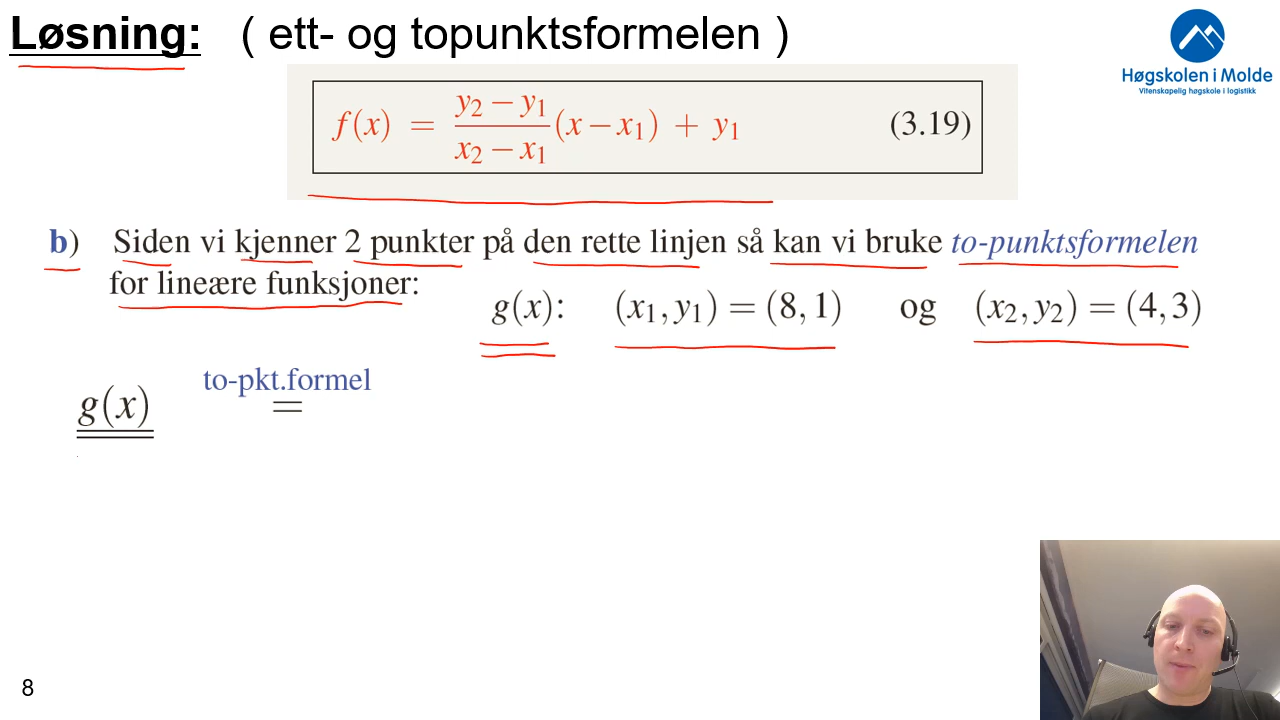 Løsning: ( ett- og topunktsformelen )
Høgskolen i Molde
Vitenskapelig høgskole i logistikk
f(x) = \frac{y₂ − y₁}{x₂ − x₁}(x − x₁) + y₁ (3.19)
b) Siden vi kjenner 2 punkter på den rette linjen så kan vi bruke to-punktsformelen
for lineære funksjoner:
g(x): (x₁, y₁) = (8, 1) og (x₂, y₂) = (4, 3)
to-pkt.formel
g(x) =
8